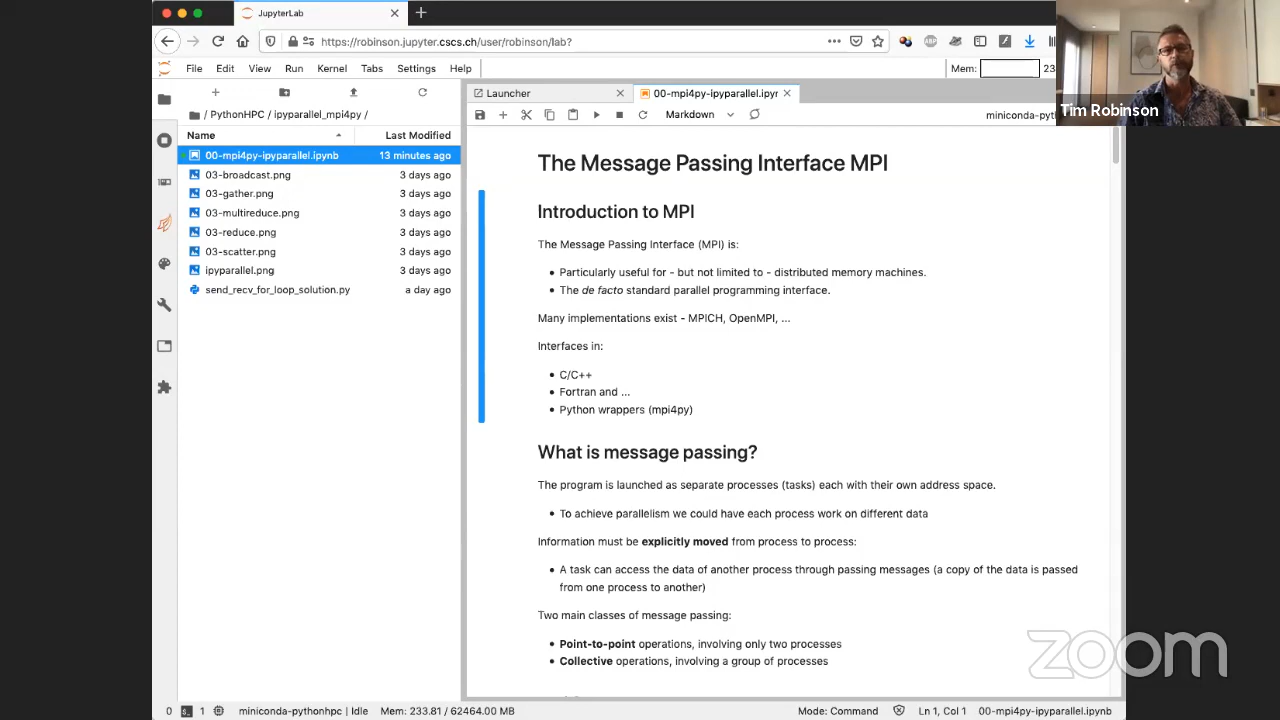 JupyterLab
https://robinson.jupyter.cscs.ch/user/robinson/lab?
File Edit View Run Kernel Tabs Settings Help
Mem: 23
Tim Robinson
Launcher
00-mpi4py-ipyparallel.ipyr
/ PythonHPC / ipyparallel_mpi4py /
Markdown
miniconda-pyth
Name Last Modified
00-mpi4py-ipyparallel.ipynb 13 minutes ago
03-broadcast.png 3 days ago
03-gather.png 3 days ago
03-multireduce.png 3 days ago
03-reduce.png 3 days ago
03-scatter.png 3 days ago
ipyparallel.png 3 days ago
send_recv_for_loop_solution.py a day ago
The Message Passing Interface MPI
Introduction to MPI
The Message Passing Interface (MPI) is:
• Particularly useful for - but not limited to - distributed memory machines.
• The de facto standard parallel programming interface.
Many implementations exist - MPICH, OpenMPI, ...
Interfaces in:
• C/C++
• Fortran and ...
• Python wrappers (mpi4py)
What is message passing?
The program is launched as separate processes (tasks) each with their own address space.
• To achieve parallelism we could have each process work on different data
Information must be explicitly moved from process to process:
• A task can access the data of another process through passing messages (a copy of the data is passed
from one process to another)
Two main classes of message passing:
• Point-to-point operations, involving only two processes
• Collective operations, involving a group of processes
zoom
0 1 miniconda-pythonhpc | Idle Mem: 233.81 / 62464.00 MB Mode: Command Ln 1, Col 1 00-mpi4py-ipyparallel.ipynb